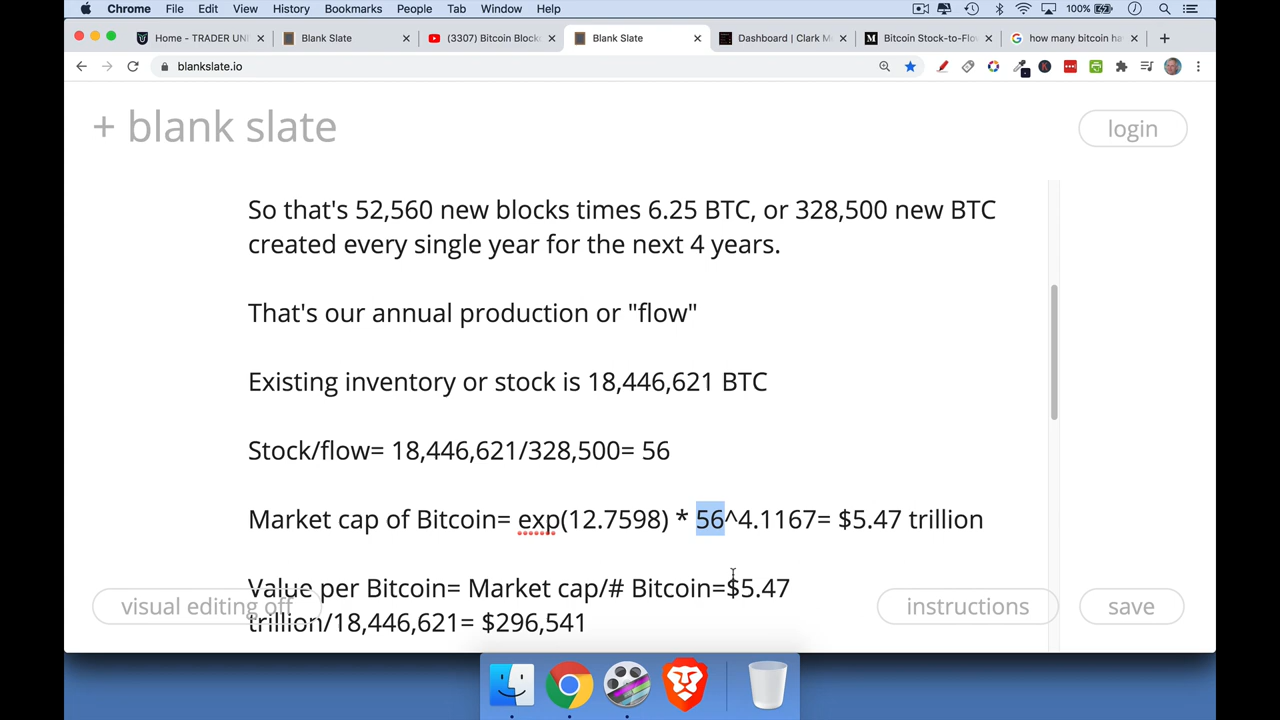 Chrome File Edit View History Bookmarks People Tab Window Help 100%
Home - TRADER UNI Blank Slate (3307) Bitcoin Block Blank Slate Dashboard | Clark Mo Bitcoin Stock-to-Flo how many bitcoin ha
blankslate.io
+ blank slate
login
So that's 52,560 new blocks times 6.25 BTC, or 328,500 new BTC
created every single year for the next 4 years.
That's our annual production or "flow"
Existing inventory or stock is 18,446,621 BTC
Stock/flow= 18,446,621/328,500= 56
Market cap of Bitcoin= exp(12.7598) * 56^4.1167= $5.47 trillion
Value per Bitcoin= Market cap/# Bitcoin=$5.47
visual editing off
instructions
save
trillion/18,446,621= $296,541